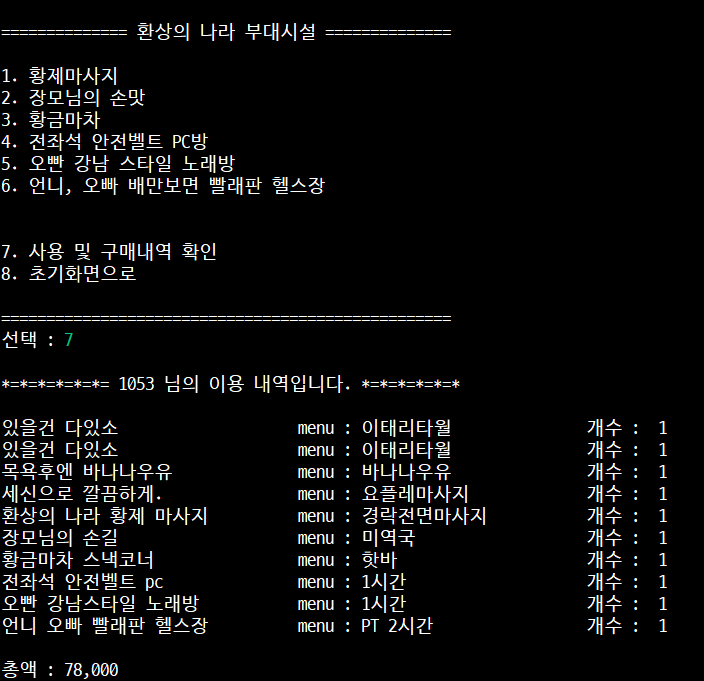 ============== 환상의 나라 부대시설 ==============
1. 황제마사지
2. 장모님의 손맛
3. 황금마차
4. 전좌석 안전벨트 PC방
5. 오빤 강남 스타일 노래방
6. 언니, 오빠 배만보면 빨래판 헬스장
7. 사용 및 구매내역 확인
8. 초기화면으로
==================================================
선택 : 7
*=*=*=*=*=*= 1053 님의 이용 내역입니다. *=*=*=*=*=*
있을건 다있소 menu : 이태리타월 개수 : 1
있을건 다있소 menu : 이태리타월 개수 : 1
목욕후엔 바나나우유 menu : 바나나우유 개수 : 1
세신으로 깔끔하게. menu : 요플레마사지 개수 : 1
환상의 나라 황제 마사지 menu : 경락전면마사지 개수 : 1
장모님의 손길 menu : 미역국 개수 : 1
황금마차 스낵코너 menu : 핫바 개수 : 1
전좌석 안전벨트 pc menu : 1시간 개수 : 1
오빤 강남스타일 노래방 menu : 1시간 개수 : 1
언니 오빠 빨래판 헬스장 menu : PT 2시간 개수 : 1
총액 : 78,000